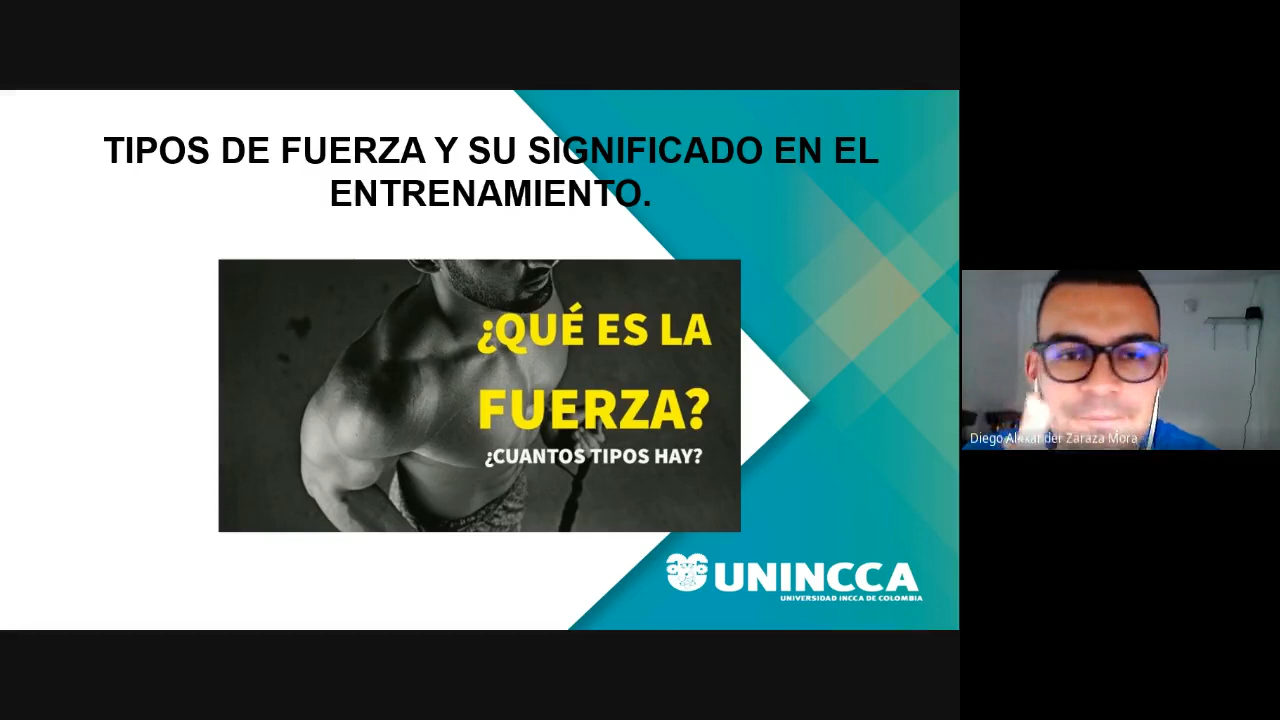 TIPOS DE FUERZA Y SU SIGNIFICADO EN EL
ENTRENAMIENTO.
¿QUÉ ES LA
FUERZA?
¿CUANTOS TIPOS HAY?
UNINCCA
UNIVERSIDAD INCCA DE COLOMBIA
Diego Alexander Zaraza Mora